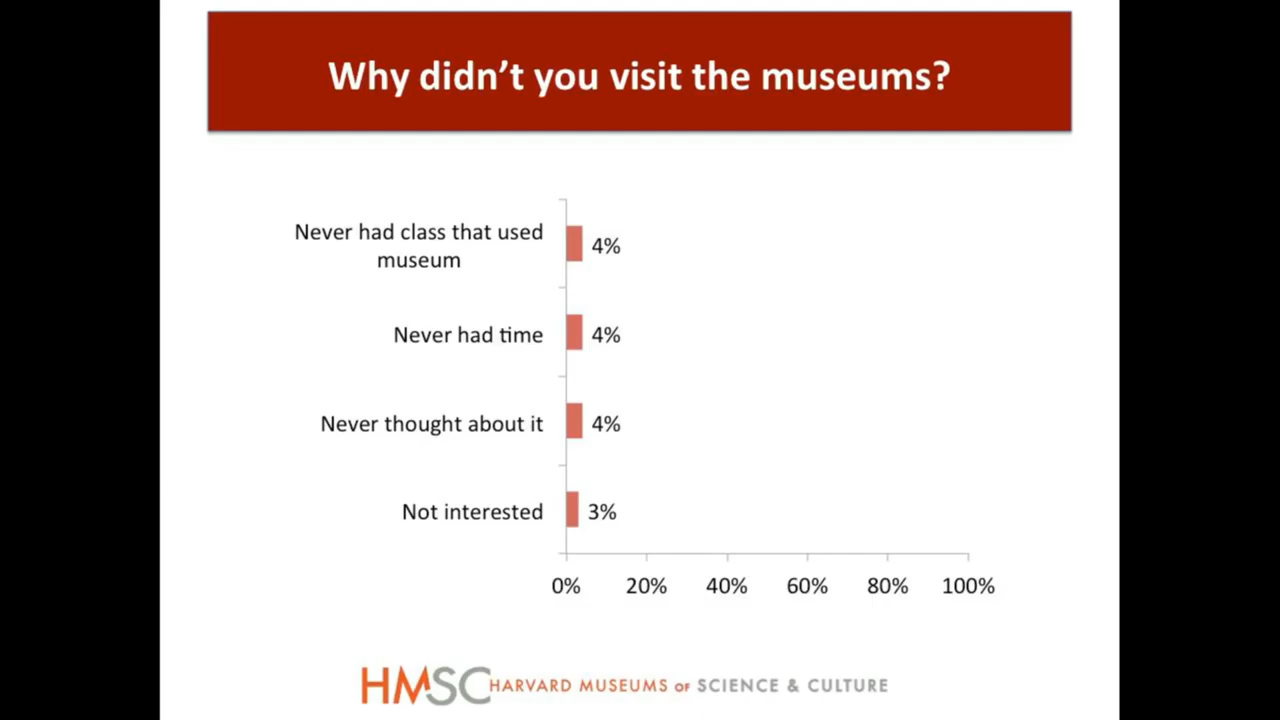 Why didn't you visit the museums?
Never had class that used
museum
4%
Never had time
4%
Never thought about it
4%
Not interested
3%
0% 20% 40% 60% 80% 100%
HMSC HARVARD MUSEUMS OF SCIENCE & CULTURE